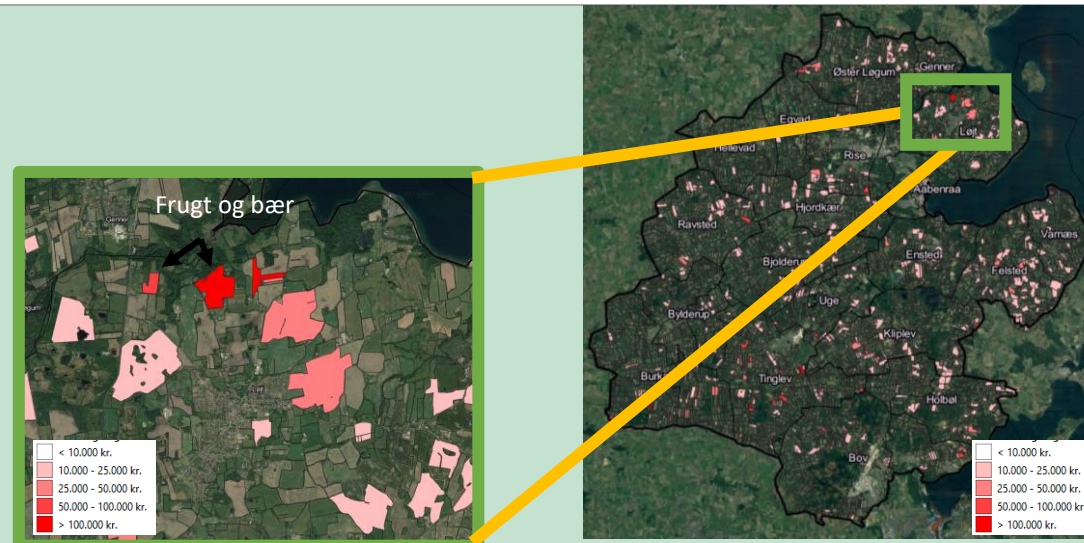 Frugt og bær
Genner
< 10.000 kr.
10.000 - 25.000 kr.
25.000 - 50.000 kr.
50.000 - 100.000 kr.
> 100.000 kr.
Øster Løgum
Genner
Egvad
Løjt
Hellevad
Rise
Aabenraa
Hjordkær
Ravsted
Varnæs
Bjolderup
Ensted
Felsted
Uge
Bylderup
Kliplev
Burkal
Tinglev
Holbøl
Bov
< 10.000 kr.
10.000 - 25.000 kr.
25.000 - 50.000 kr.
50.000 - 100.000 kr
> 100.000 kr.